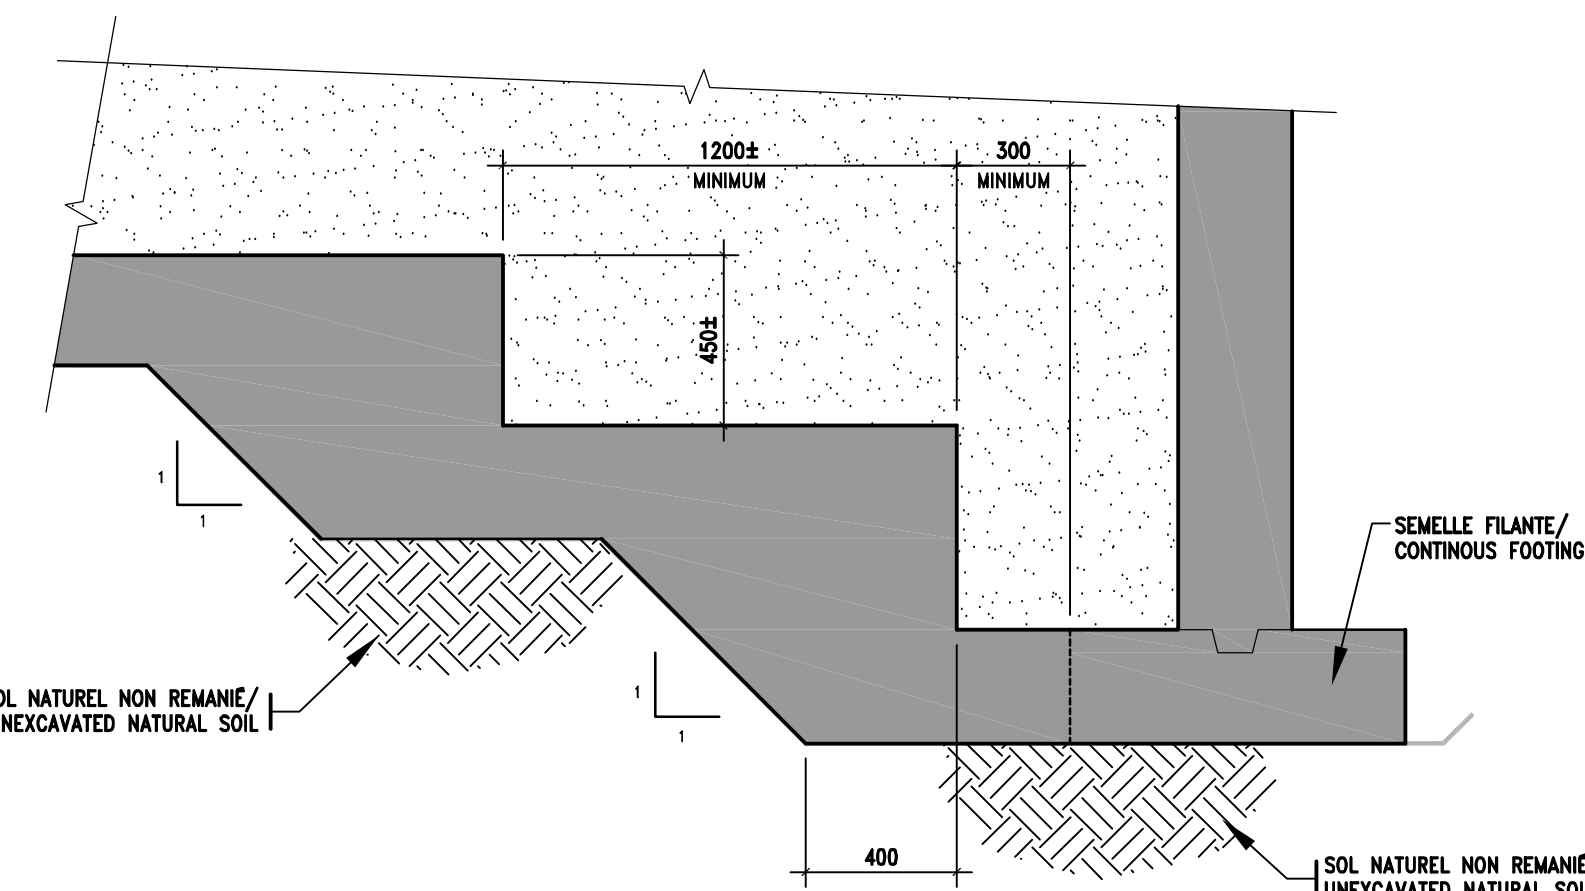 1200±
MINIMUM
300
MINIMUM
450±
1
1
SEMELLE FILANTE/
CONTINOUS FOOTING
NATUREL NON REMANIÉ/
NATURAL SOIL
1
1
400
SOL NATUREL NON REMANIÉ
UNEXCAVATED NATURAL